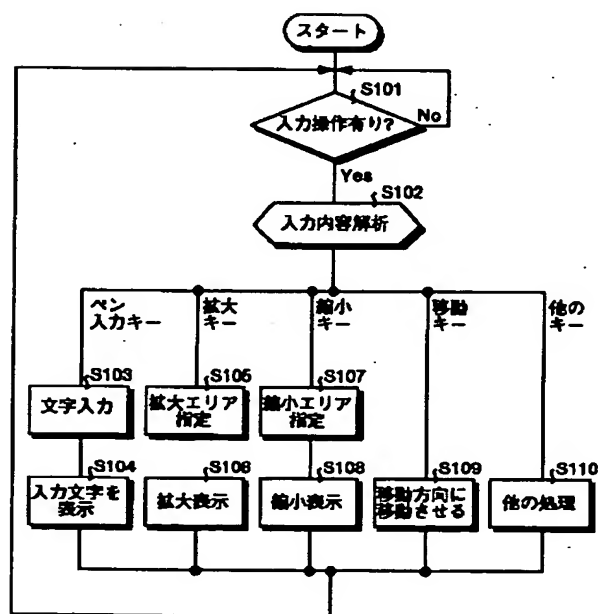 スタート
S101
入力操作有り?
No
Yes
S102
入力内容解析
ペン
入力キー
拡大
キー
縮小
キー
移動
キー
他の
キー
S103
文字入力
S105
拡大エリア
指定
S107
縮小エリア
指定
S104
入力文字を
表示
S106
拡大表示
S108
縮小表示
S109
移動方向に
移動させる
S110
他の処理